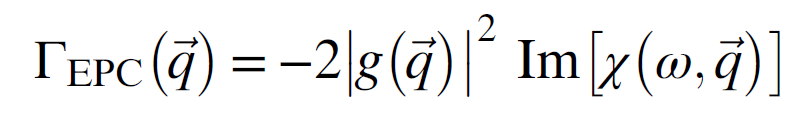 Γ_EPC(q⃗) = −2|g(q⃗)|² Im[χ(ω, q⃗)]